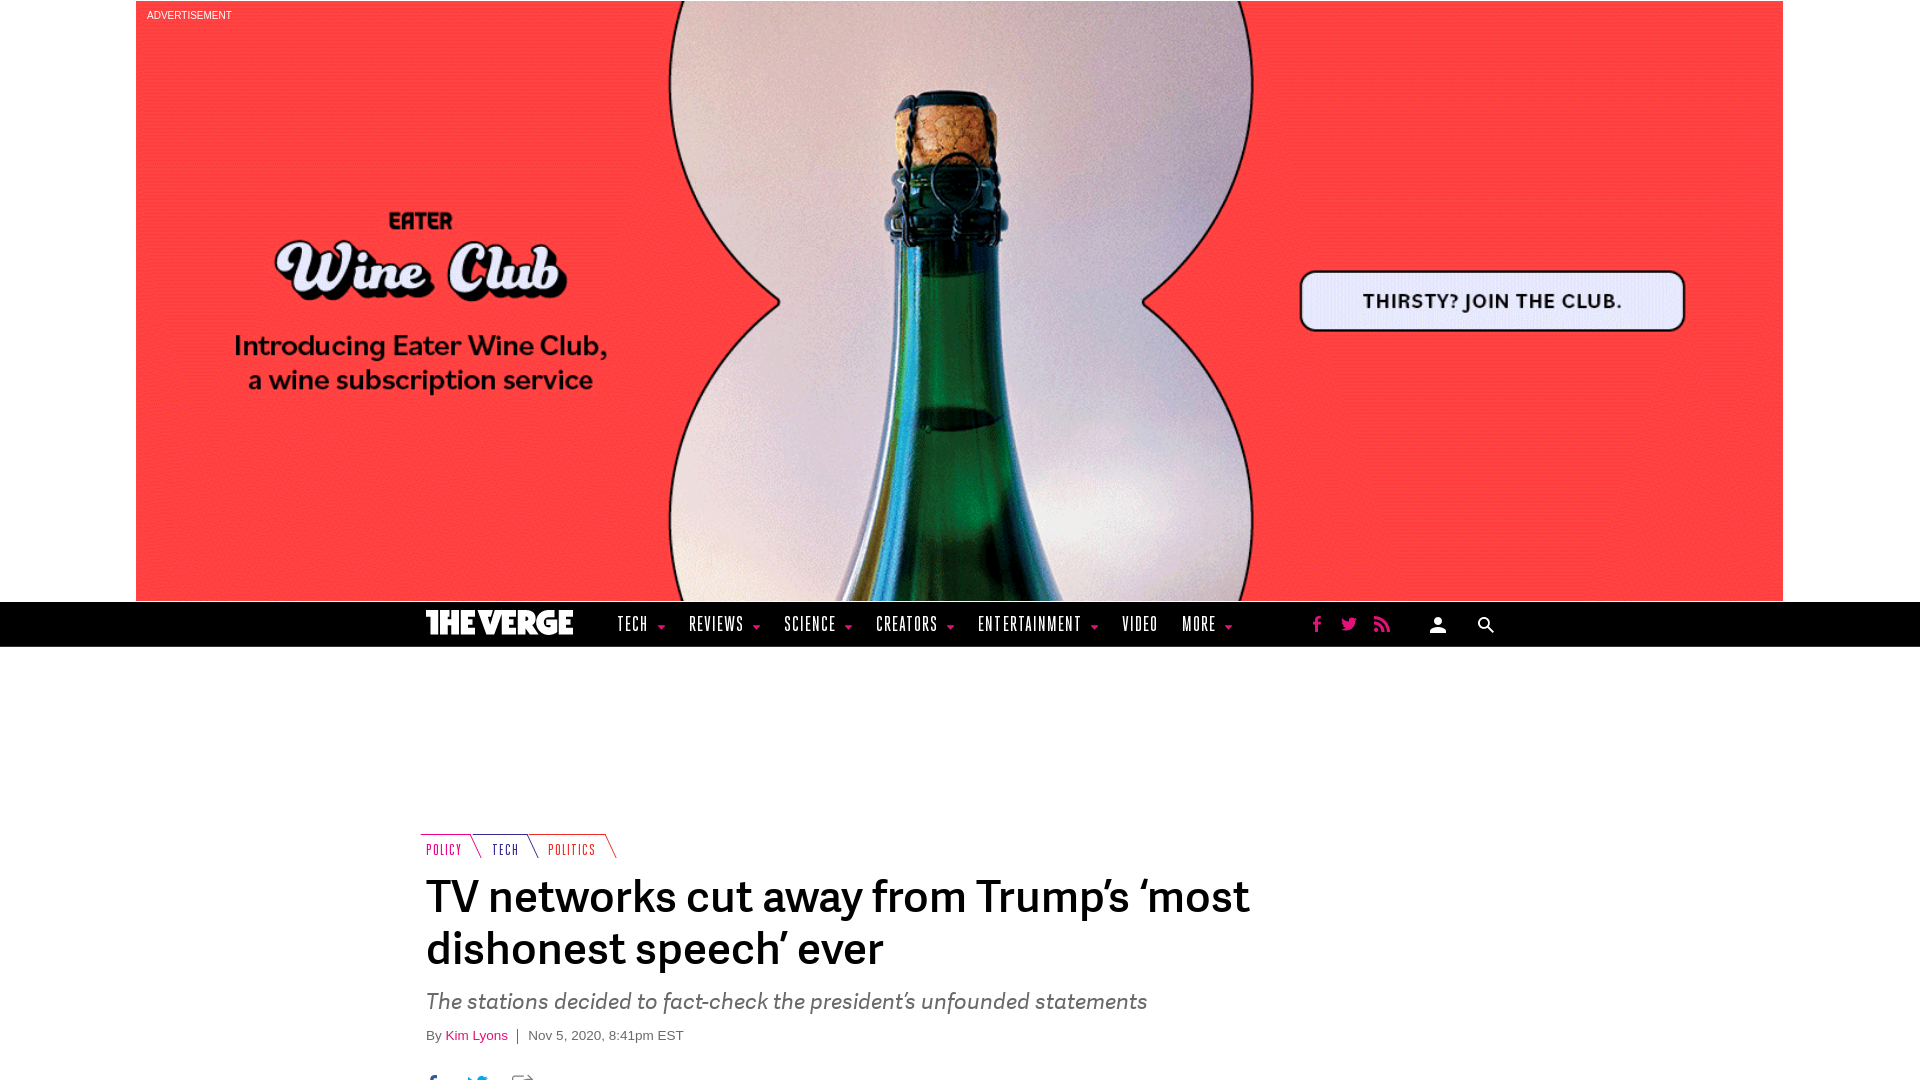 ADVERTISEMENT
EATER
Wine Club
Introducing Eater Wine Club,
a wine subscription service
THIRSTY? JOIN THE CLUB.
THE VERGE TECH REVIEWS SCIENCE CREATORS ENTERTAINMENT VIDEO MORE
POLICY TECH POLITICS
TV networks cut away from Trump’s ‘most
dishonest speech’ ever
The stations decided to fact-check the president’s unfounded statements
By Kim Lyons | Nov 5, 2020, 8:41pm EST